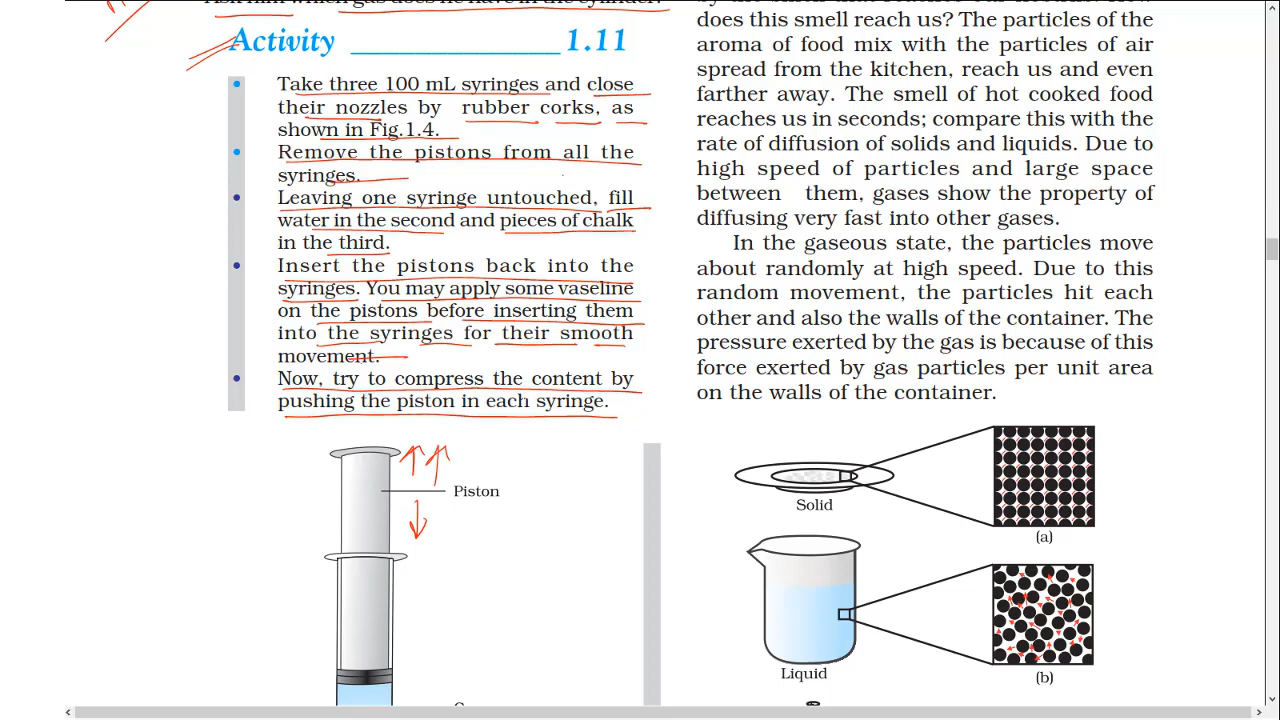 Ask him which gas does he have in the cylinder.
Activity ______________ 1.11
• Take three 100 mL syringes and close
their nozzles by rubber corks, as
shown in Fig.1.4.
• Remove the pistons from all the
syringes.
• Leaving one syringe untouched, fill
water in the second and pieces of chalk
in the third.
• Insert the pistons back into the
syringes. You may apply some vaseline
on the pistons before inserting them
into the syringes for their smooth
movement.
• Now, try to compress the content by
pushing the piston in each syringe.
Piston
does this smell reach us? The particles of the
aroma of food mix with the particles of air
spread from the kitchen, reach us and even
farther away. The smell of hot cooked food
reaches us in seconds; compare this with the
rate of diffusion of solids and liquids. Due to
high speed of particles and large space
between them, gases show the property of
diffusing very fast into other gases.
In the gaseous state, the particles move
about randomly at high speed. Due to this
random movement, the particles hit each
other and also the walls of the container. The
pressure exerted by the gas is because of this
force exerted by gas particles per unit area
on the walls of the container.
Solid
(a)
Liquid
(b)